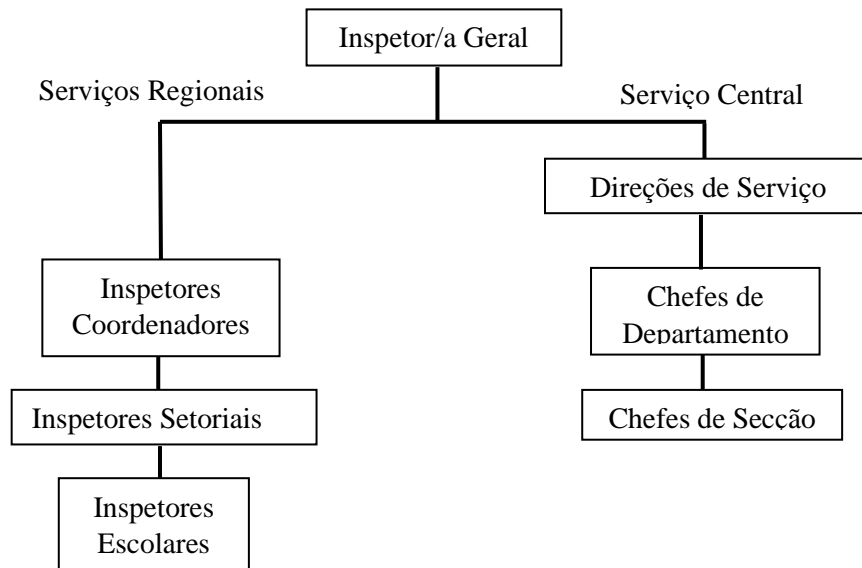 Inspetor/a Geral
Serviços Regionais
Serviço Central
Direções de Serviço
Inspetores
Coordenadores
Chefes de
Departamento
Inspetores Setoriais
Chefes de Secção
Inspetores
Escolares